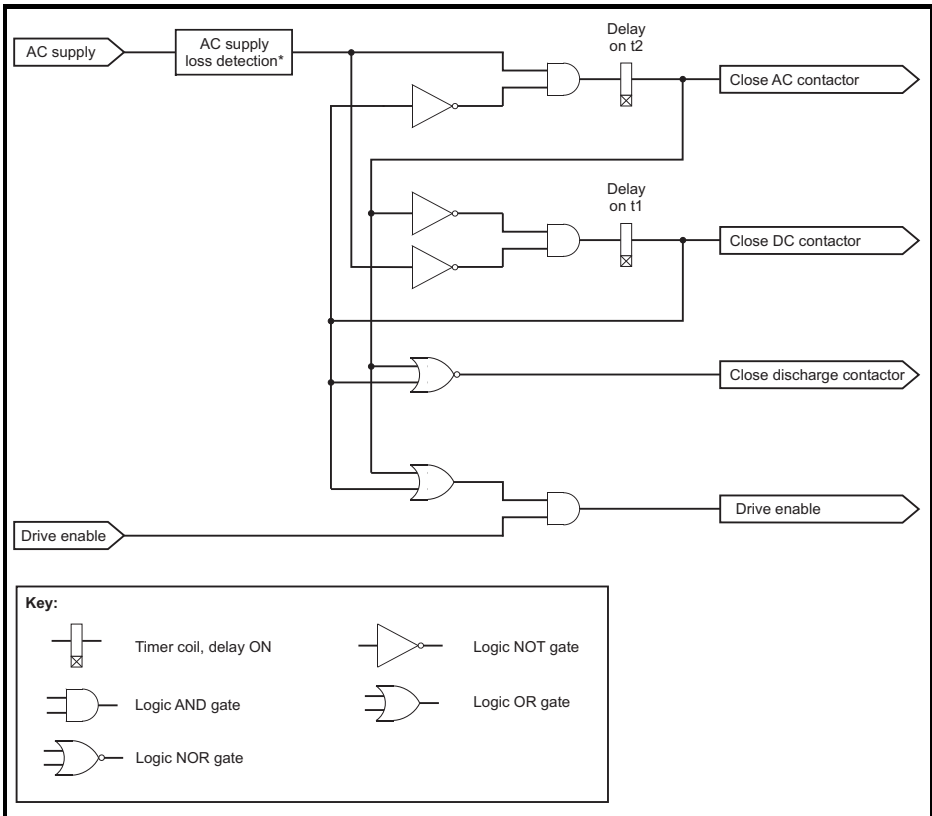 Delay
on t2
AC supply
AC supply
loss detection*
Close AC contactor
Delay
on t1
Close DC contactor
Close discharge contactor
Drive enable
Drive enable
Key:
Timer coil, delay ON
Logic NOT gate
Logic AND gate
Logic OR gate
Logic NOR gate